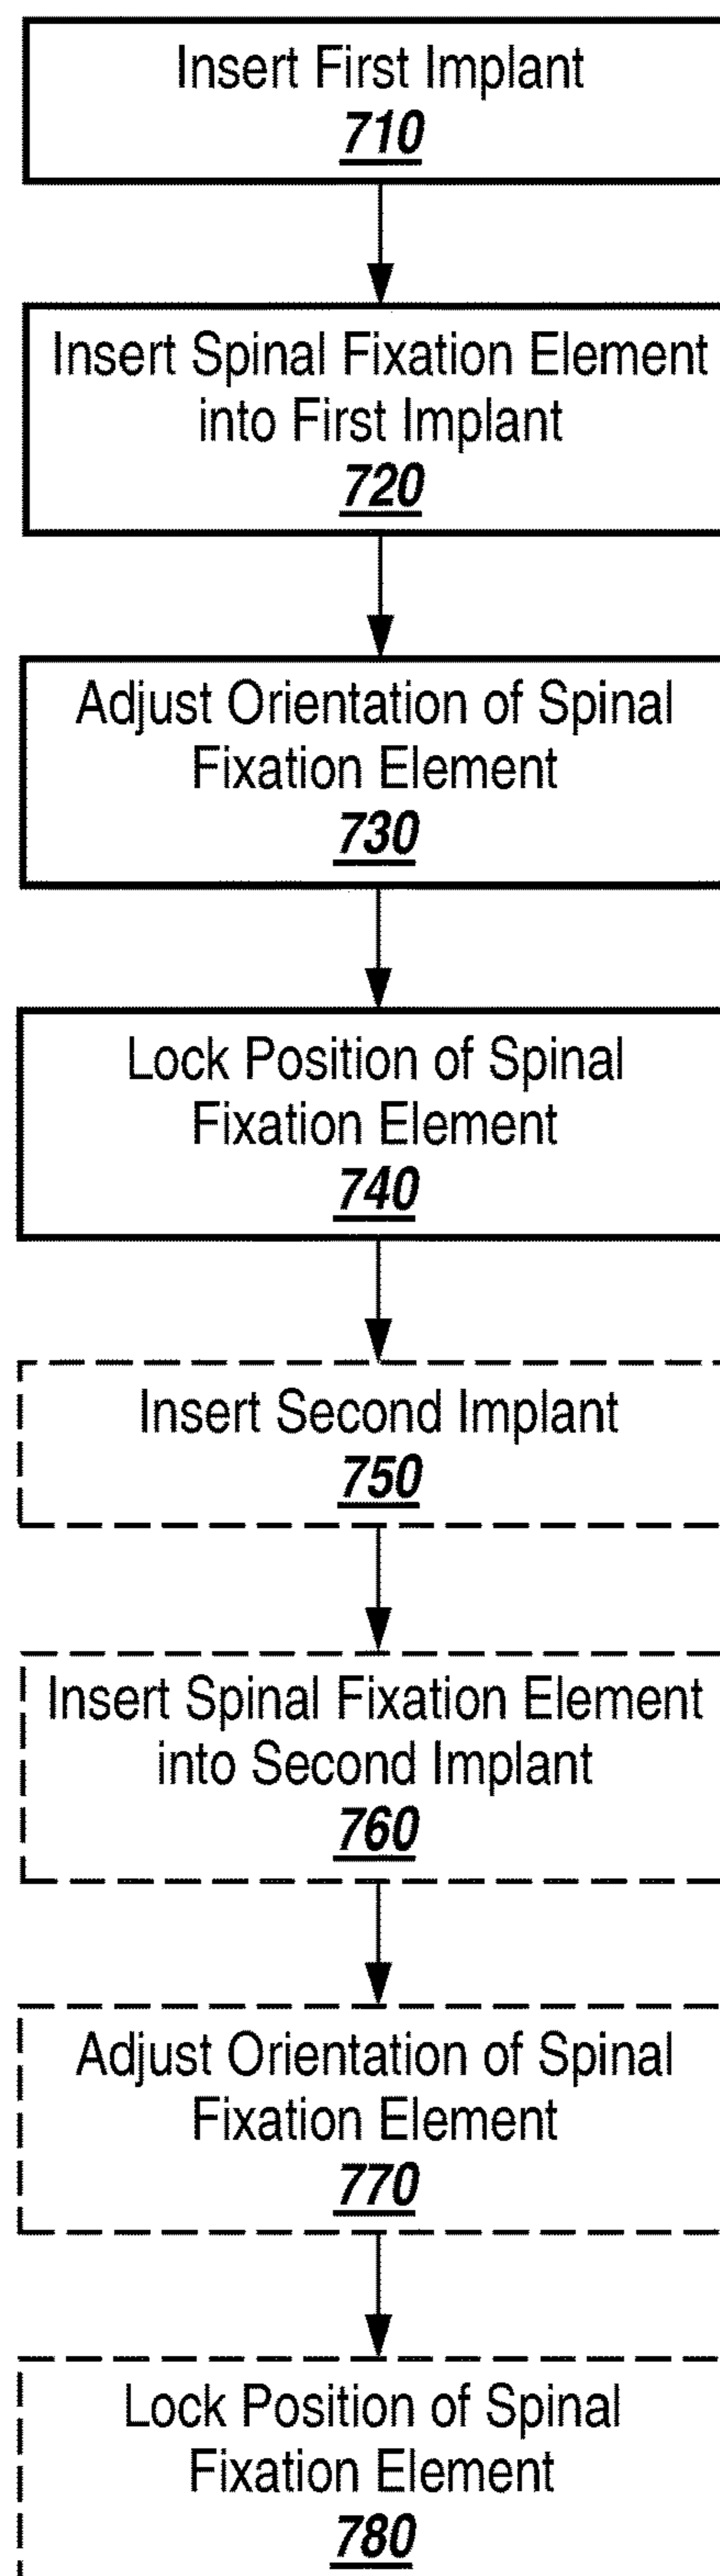 Insert First Implant
710
Insert Spinal Fixation Element
into First Implant
720
Adjust Orientation of Spinal
Fixation Element
730
Lock Position of Spinal
Fixation Element
740
Insert Second Implant
750
Insert Spinal Fixation Element
into Second Implant
760
Adjust Orientation of Spinal
Fixation Element
770
Lock Position of Spinal
Fixation Element
780